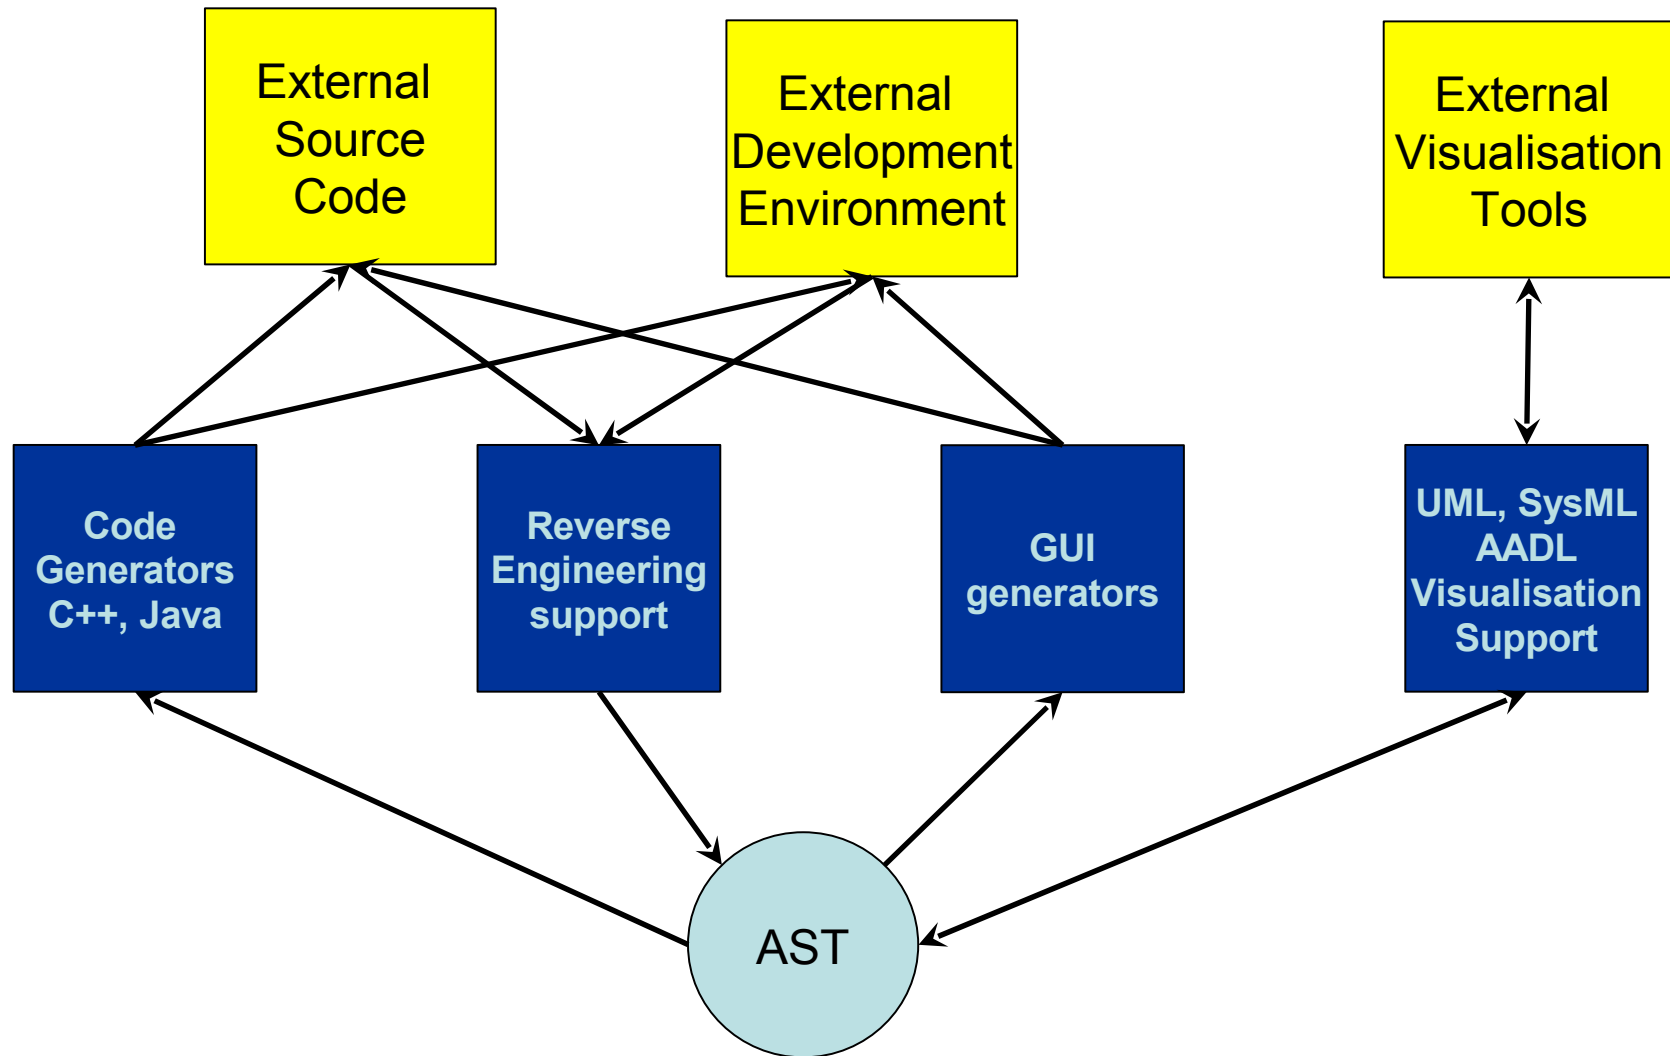 External
Source
Code
External
Development
Environment
External
Visualisation
Tools
Code
Generators
C++, Java
Reverse
Engineering
support
GUI
generators
UML, SysML
AADL
Visualisation
Support
AST